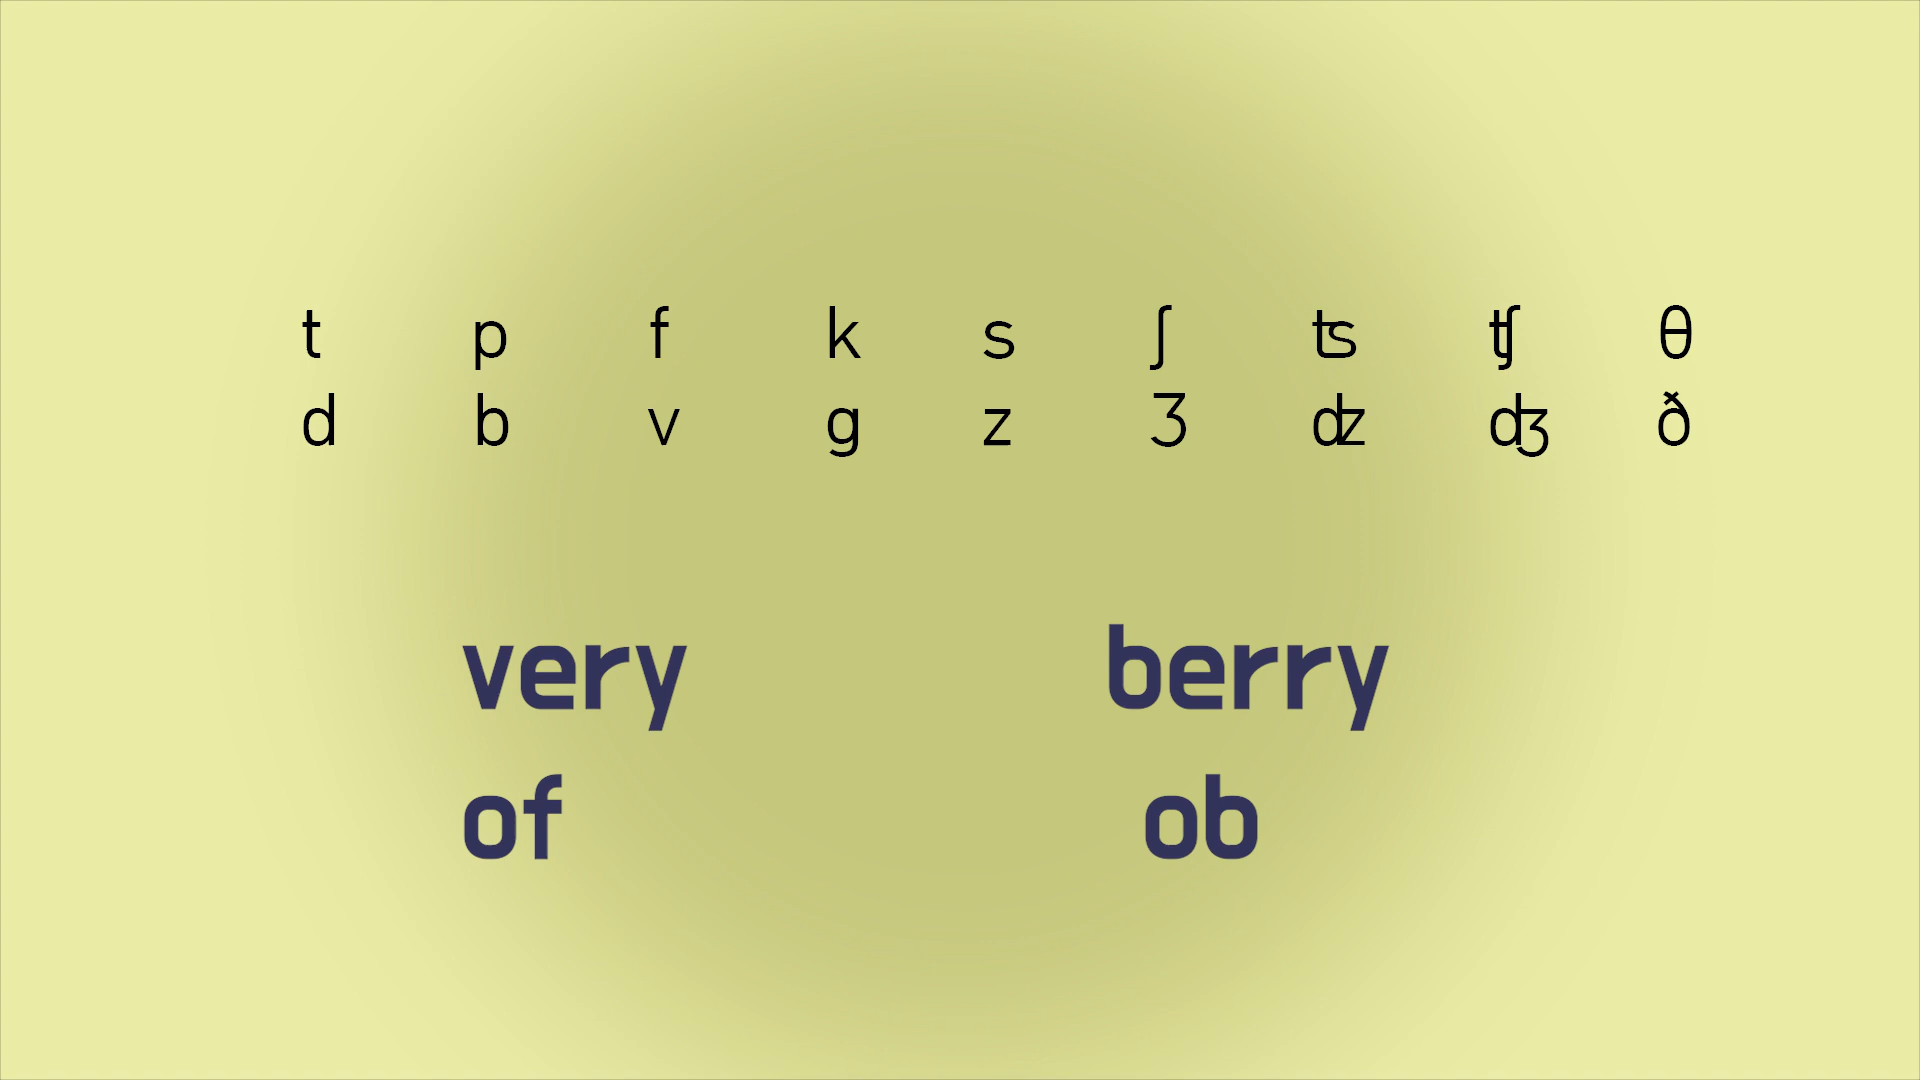 t p f k s ʃ ʦ ʧ θ
d b v g z Ʒ ʣ ʤ ð
very berry
of ob